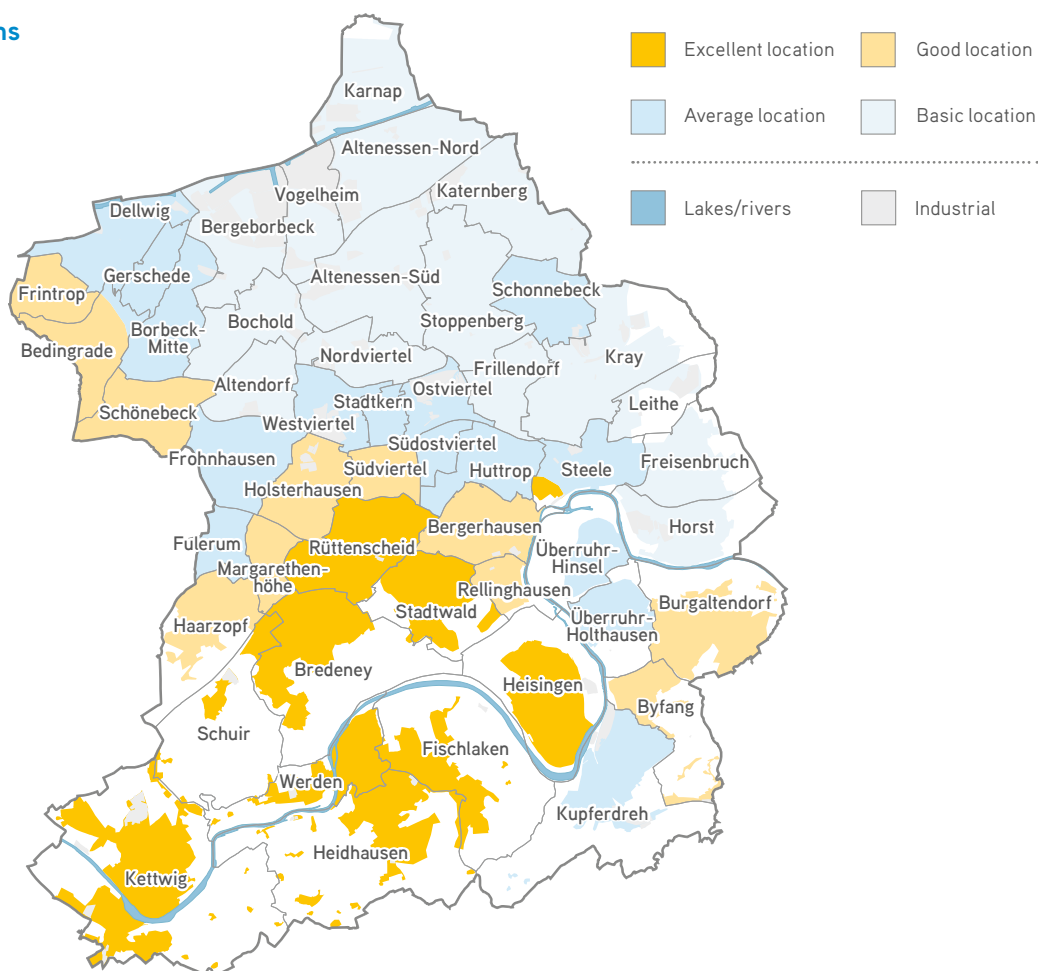 ns
Excellent location
Good location
Average location
Basic location
Lakes/rivers
Industrial
Karnap
Altenessen-Nord
Vogelheim
Katernberg
Dellwig
Bergeborbeck
Gerschede
Altenessen-Süd
Schonnebeck
Frintrop
Bochold
Stoppenberg
Borbeck-
Mitte
Bedingrade
Nordviertel
Frillendorf
Kray
Altendorf
Ostviertel
Stadtkern
Leithe
Schönebeck
Westviertel
Südostviertel
Frohnhausen
Südviertel
Huttrop
Steele
Freisenbruch
Holsterhausen
Bergerhausen
Horst
Fulerum
Rüttenscheid
Überruhr-
Hinsel
Margarethen-
höhe
Rellinghausen
Burgaltendorf
Stadtwald
Überruhr-
Holthausen
Haarzopf
Bredeney
Heisingen
Byfang
Schuir
Fischlaken
Werden
Kupferdreh
Heidhausen
Kettwig